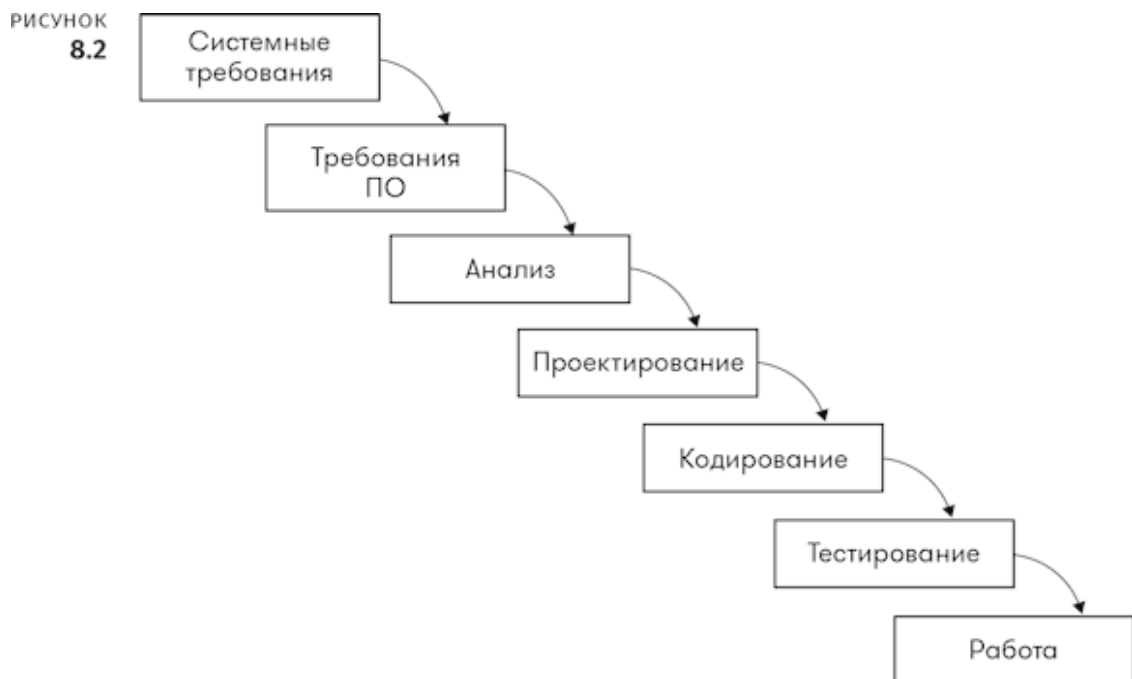 РИСУНОК
8.2
Системные
требования
Требования
ПО
Анализ
Проектирование
Кодирование
Тестирование
Работа